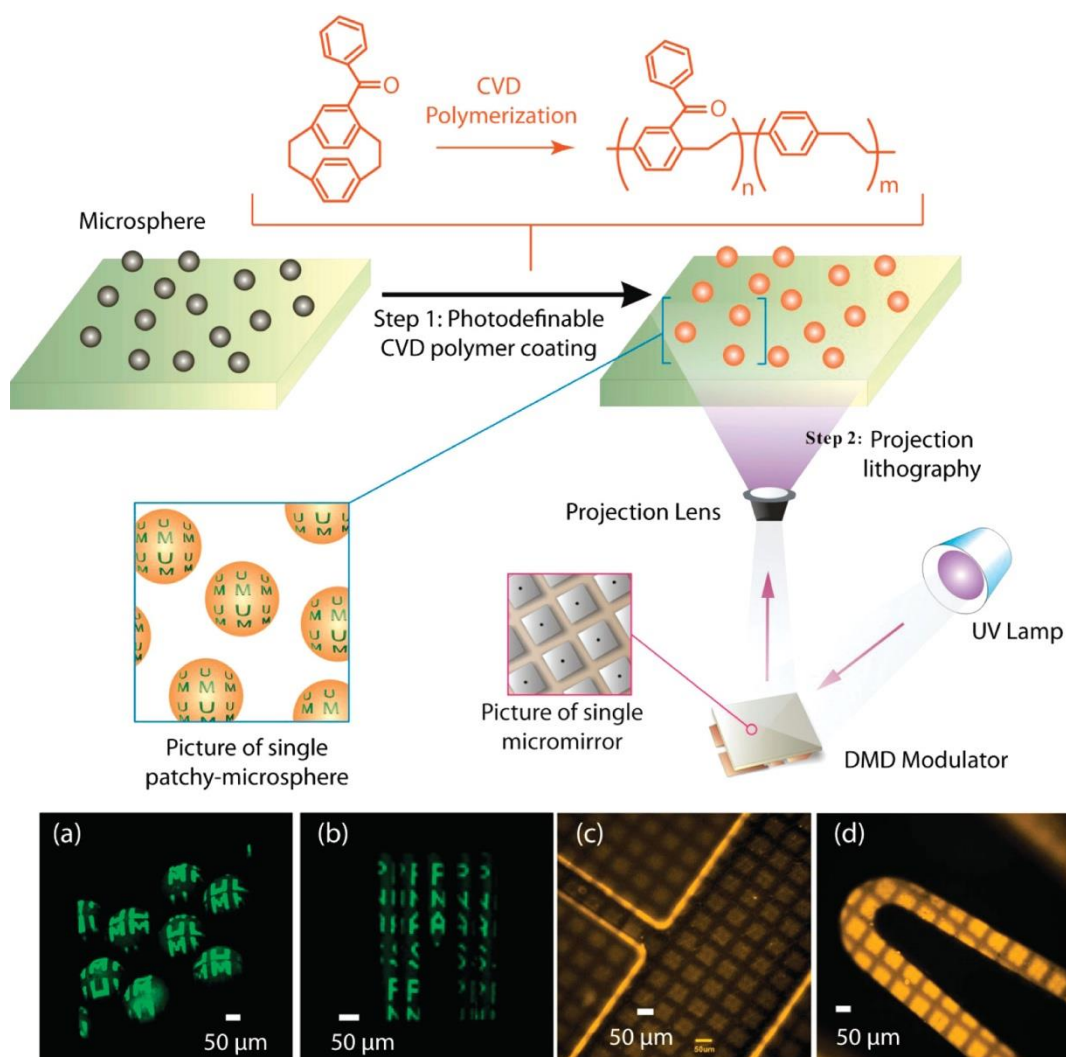 O
CVD
Polymerization
O
n
m
Microsphere
Step 1: Photodefinable
CVD polymer coating
Step 2: Projection
lithography
Projection Lens
UV Lamp
U U U
M M M
U U U
M M M
Picture of single
micromirror
Picture of single
patchy-microsphere
DMD Modulator
(a)
(b)
(c)
(d)
50 μm
50 μm
50 μm
50um
50 μm